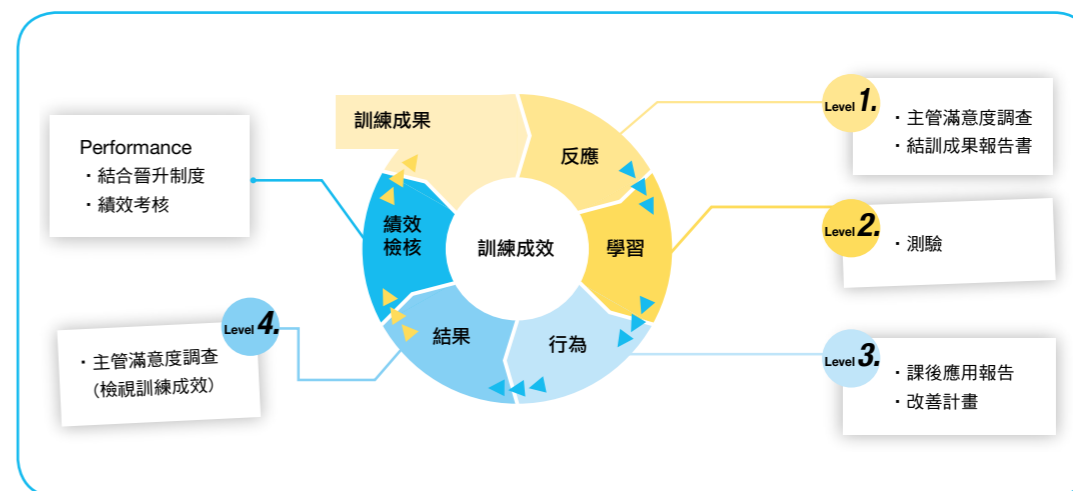 訓練成果
反應
學習
行為
結果
績效
檢核
訓練成效
Level 1.
・主管滿意度調查
・結訓成果報告書
Level 2.
・測驗
Level 3.
・課後應用報告
・改善計畫
Level 4.
・主管滿意度調查
(檢視訓練成效)
Performance
・結合晉升制度
・績效考核